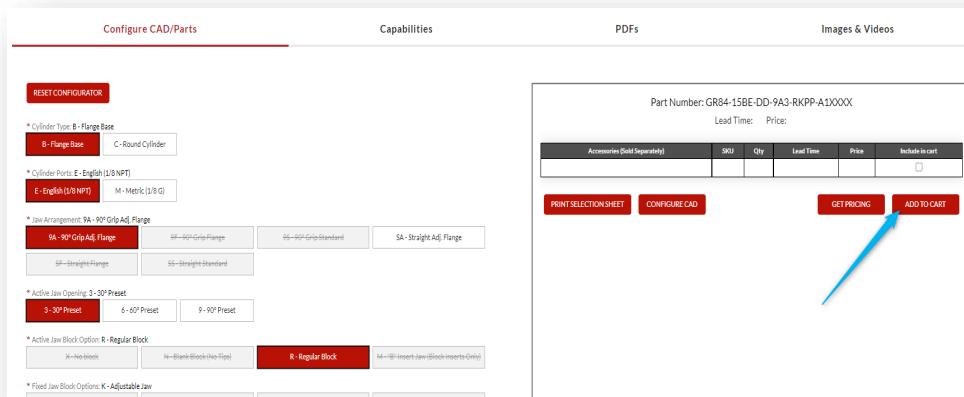 Configure CAD/Parts Capabilities PDFs Images & Videos
RESET CONFIGURATOR
* Cylinder Type: B - Flange Base
B - Flange Base C - Round Cylinder
* Cylinder Ports: E - English (1/8 NPT)
E - English (1/8 NPT) M - Metric (1/8 G)
* Jaw Arrangement: 9A - 90° Grip Adj. Flange
9A - 90° Grip Adj. Flange 9F - 90° Grip Flange 9S - 90° Grip Standard SA - Straight Adj. Flange
SF - Straight Flange SS - Straight Standard
* Active Jaw Opening: 3 - 30° Preset
3 - 30° Preset 6 - 60° Preset 9 - 90° Preset
* Active Jaw Block Option: R - Regular Block
X - No block N - Blank Block (No Tips) R - Regular Block M - "B" Insert Jaw (Block Inserts Only)
* Fixed Jaw Block Options: K - Adjustable Jaw
Part Number: GR84-15BE-DD-9A3-RKPP-A1XXXX
Lead Time: Price:
Accessories (Sold Separately) SKU Qty Lead Time Price Include in cart
PRINT SELECTION SHEET CONFIGURE CAD GET PRICING ADD TO CART